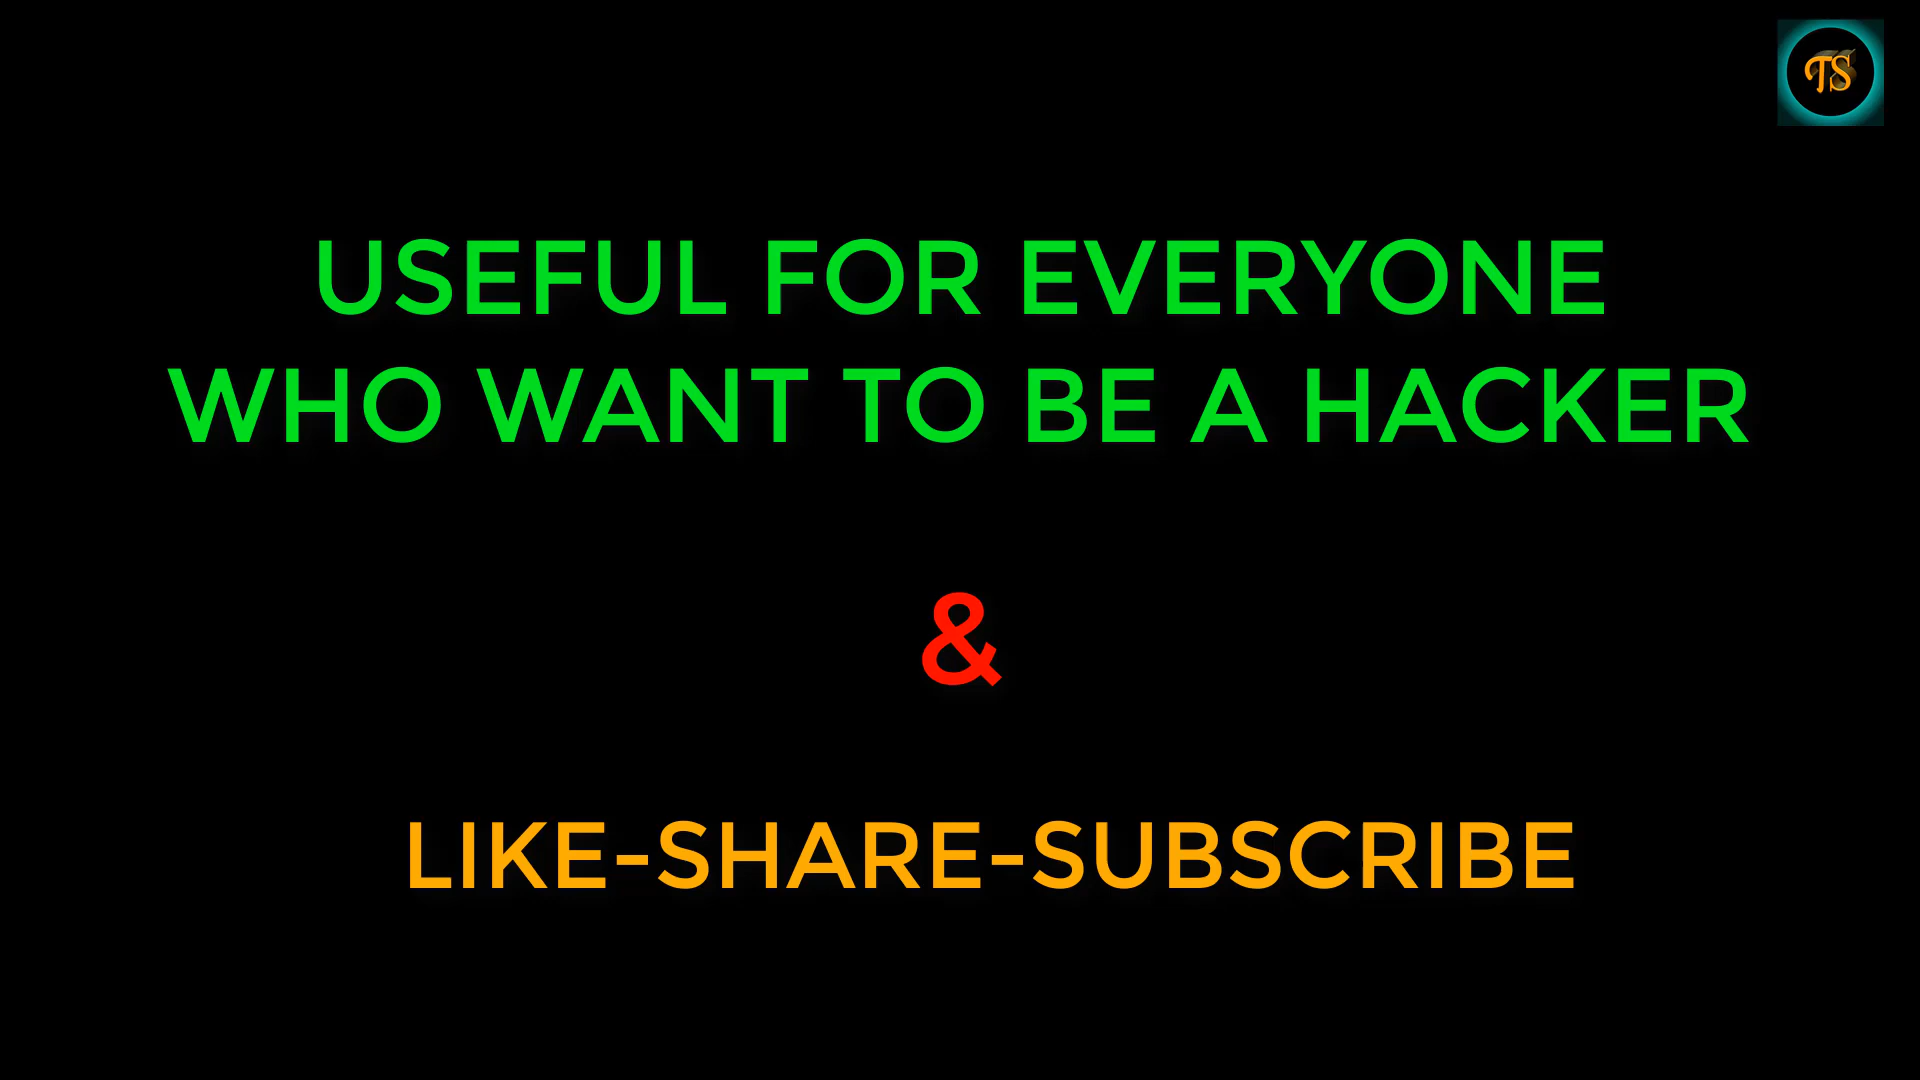 TS
USEFUL FOR EVERYONE
WHO WANT TO BE A HACKER
&
LIKE-SHARE-SUBSCRIBE